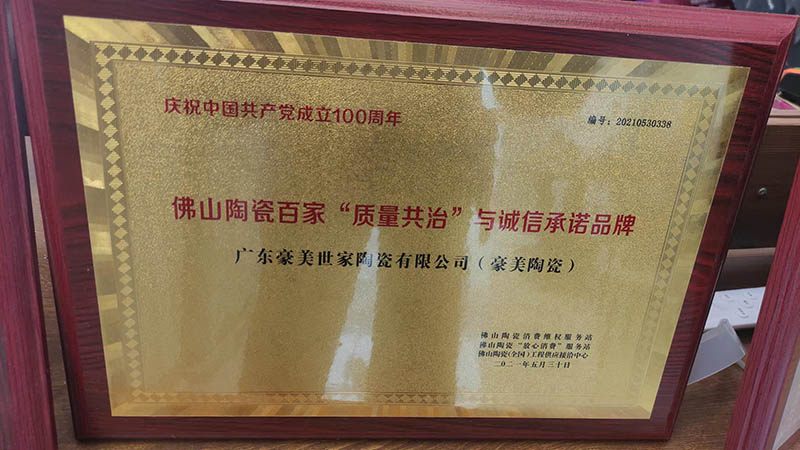 庆祝中国共产党成立100周年
编号：20210530338
佛山陶瓷百家“质量共治”与诚信承诺品牌
广东豪美世家陶瓷有限公司（豪美陶瓷）
佛山陶瓷消费维权服务站
佛山陶瓷“放心消费”服务站
佛山陶瓷(全国)工程供应接洽中心
二〇二一年五月三十日